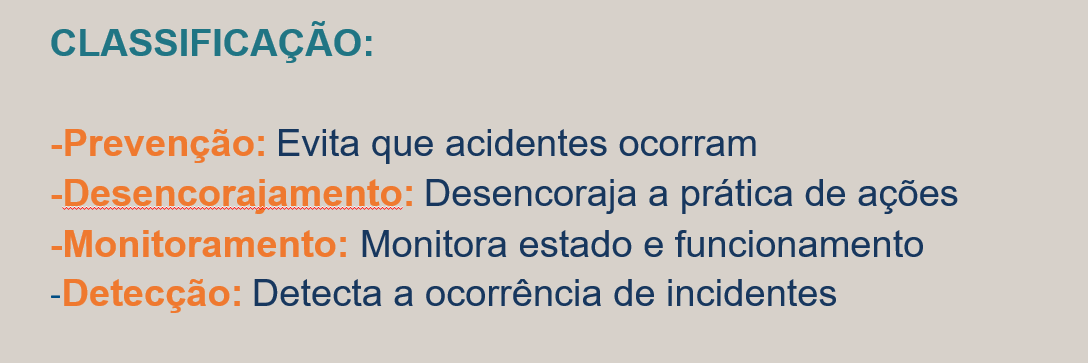 CLASSIFICAÇÃO:
-Prevenção: Evita que acidentes ocorram
-Desencorajamento: Desencoraja a prática de ações
-Monitoramento: Monitora estado e funcionamento
-Detecção: Detecta a ocorrência de incidentes